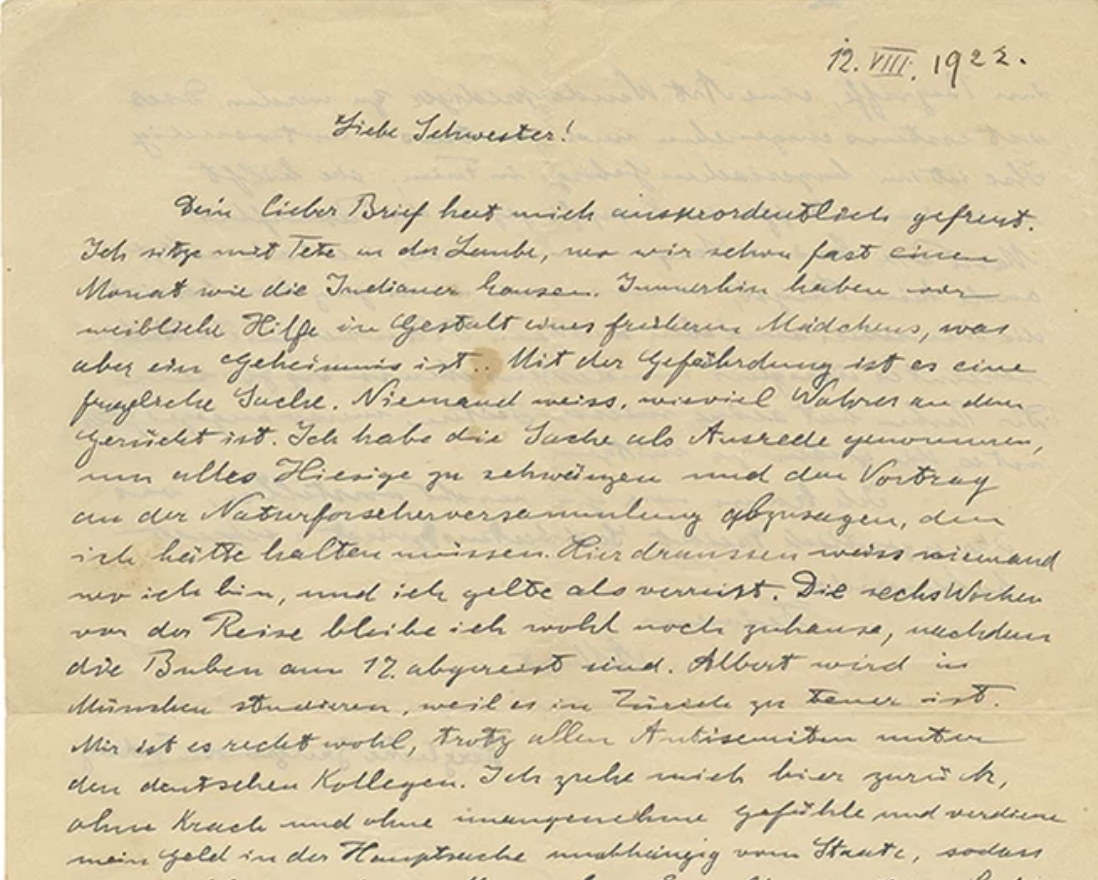 12. VIII. 1922.
Liebe Schwester!
Dein lieber Brief hat mich ausserordentlich gefreut.
Ich sitze mit Tete in der Laube, wo wir schon fast einen
Monat wie die Indianer hausen. Immerhin haben wir
weibliche Hilfe in Gestalt eines früheren Mädchens, was
aber ein Geheimnis ist.. Mit der Gefährdung ist es eine
fragliche Sache. Niemand weiss, wieviel Wahres an dem
Gerücht ist. Ich habe die Sache als Ausrede genommen,
um alles Hiesige zu schwänzen und den Vortrag
an der Naturforscherversammlung abzusagen, den
ich hätte halten müssen. Hier draussen weiss niemand
wo ich bin, und ich gelte als verreist. Die sechs Wochen
vor der Reise bleibe ich wohl noch zuhause, nachdem
die Buben am 17. abgereist sind. Albert wird in
München studieren, weil es in Zürich zu teuer ist.
Mir ist es recht wohl, trotz allen Antisemiten unter
den deutschen Kollegen. Ich ziehe mich hier zurück,
ohne Krach und ohne unangenehme Gefühle und verdiene
mein Geld in der Hauptsache unabhängig vom Staate, sodass